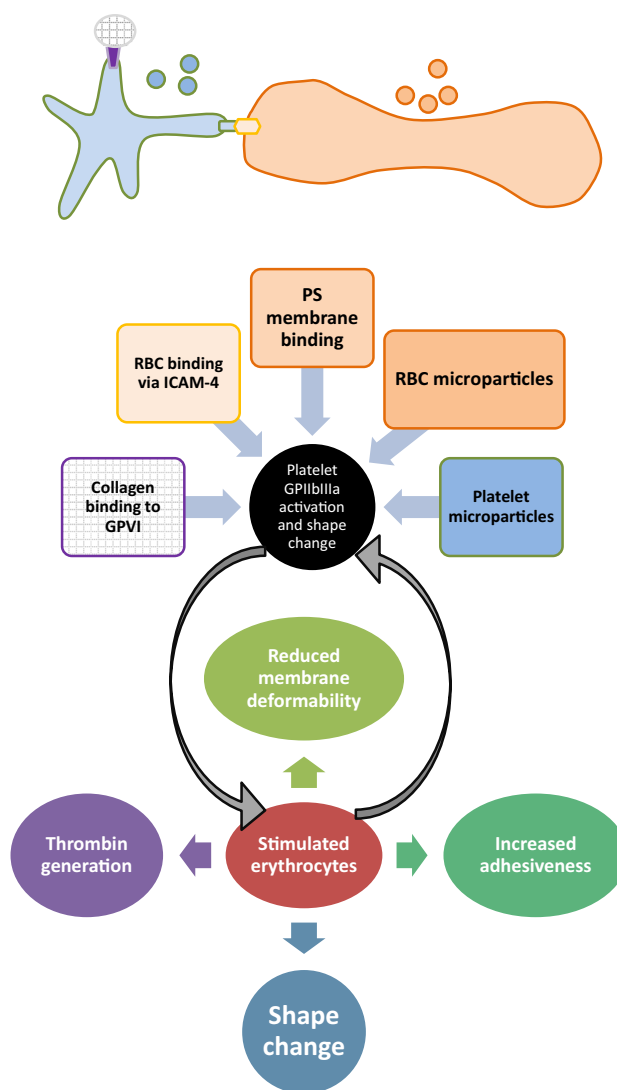 PS
membrane
binding
RBC binding
via ICAM-4
RBC microparticles
Collagen
binding to
GPVI
Platelet
GPIIbIIIa
activation
and shape
change
Platelet
microparticles
Reduced
membrane
deformability
Thrombin
generation
Stimulated
erythrocytes
Increased
adhesiveness
Shape
change